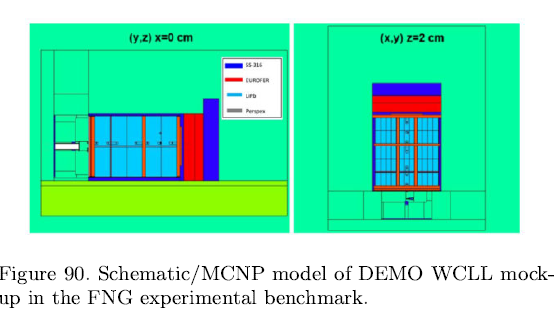 (y,z) x=0 cm
(x,y) z=2 cm
SS-316
EUROFER
LiPb
Perspex
Figure 90. Schematic/MCNP model of DEMO WCLL mock-
up in the FNG experimental benchmark.